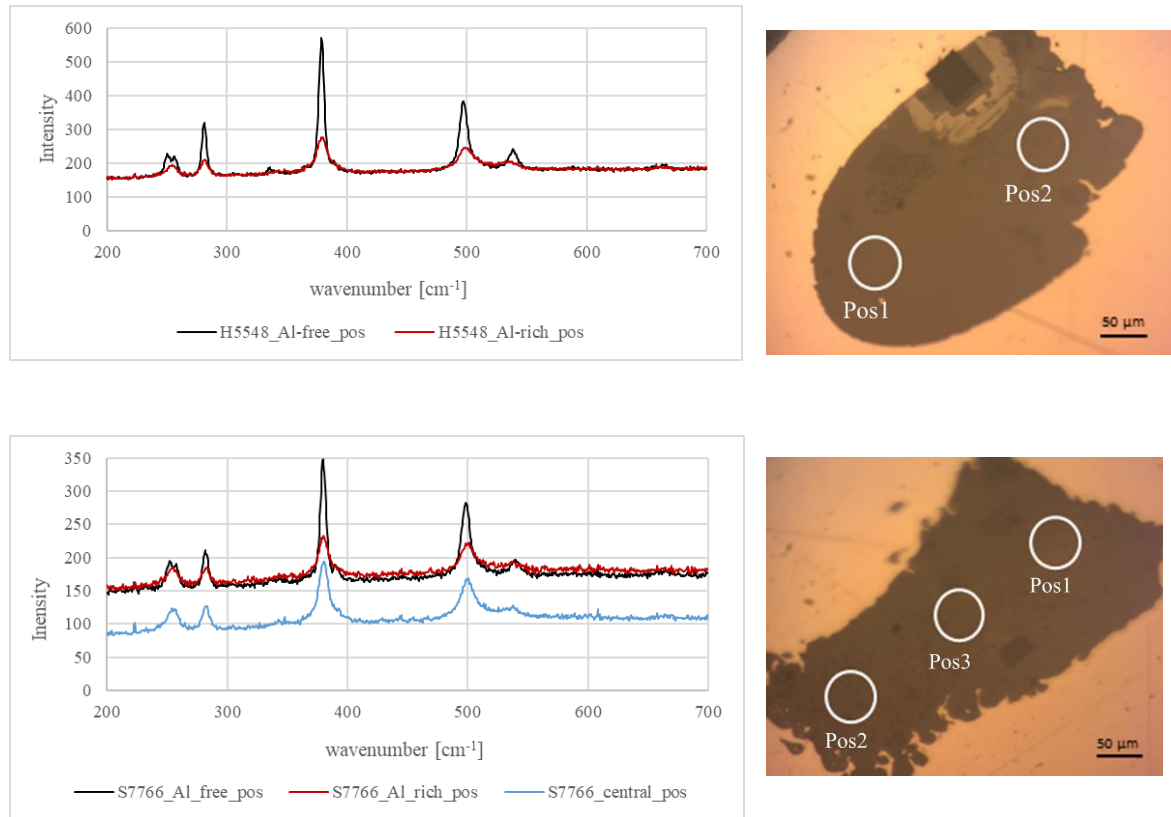 600
500
400
300
200
100
0
Intensity
200 300 400 500 600 700
wavenumber [cm-1]
H5548_Al-free_pos H5548_Al-rich_pos
Pos2
Pos1
50 µm
350
300
250
200
150
100
50
0
Inensity
200 300 400 500 600 700
wavenumber [cm-1]
S7766_Al_free_pos S7766_Al_rich_pos S7766_central_pos
Pos1
Pos3
Pos2
50 µm